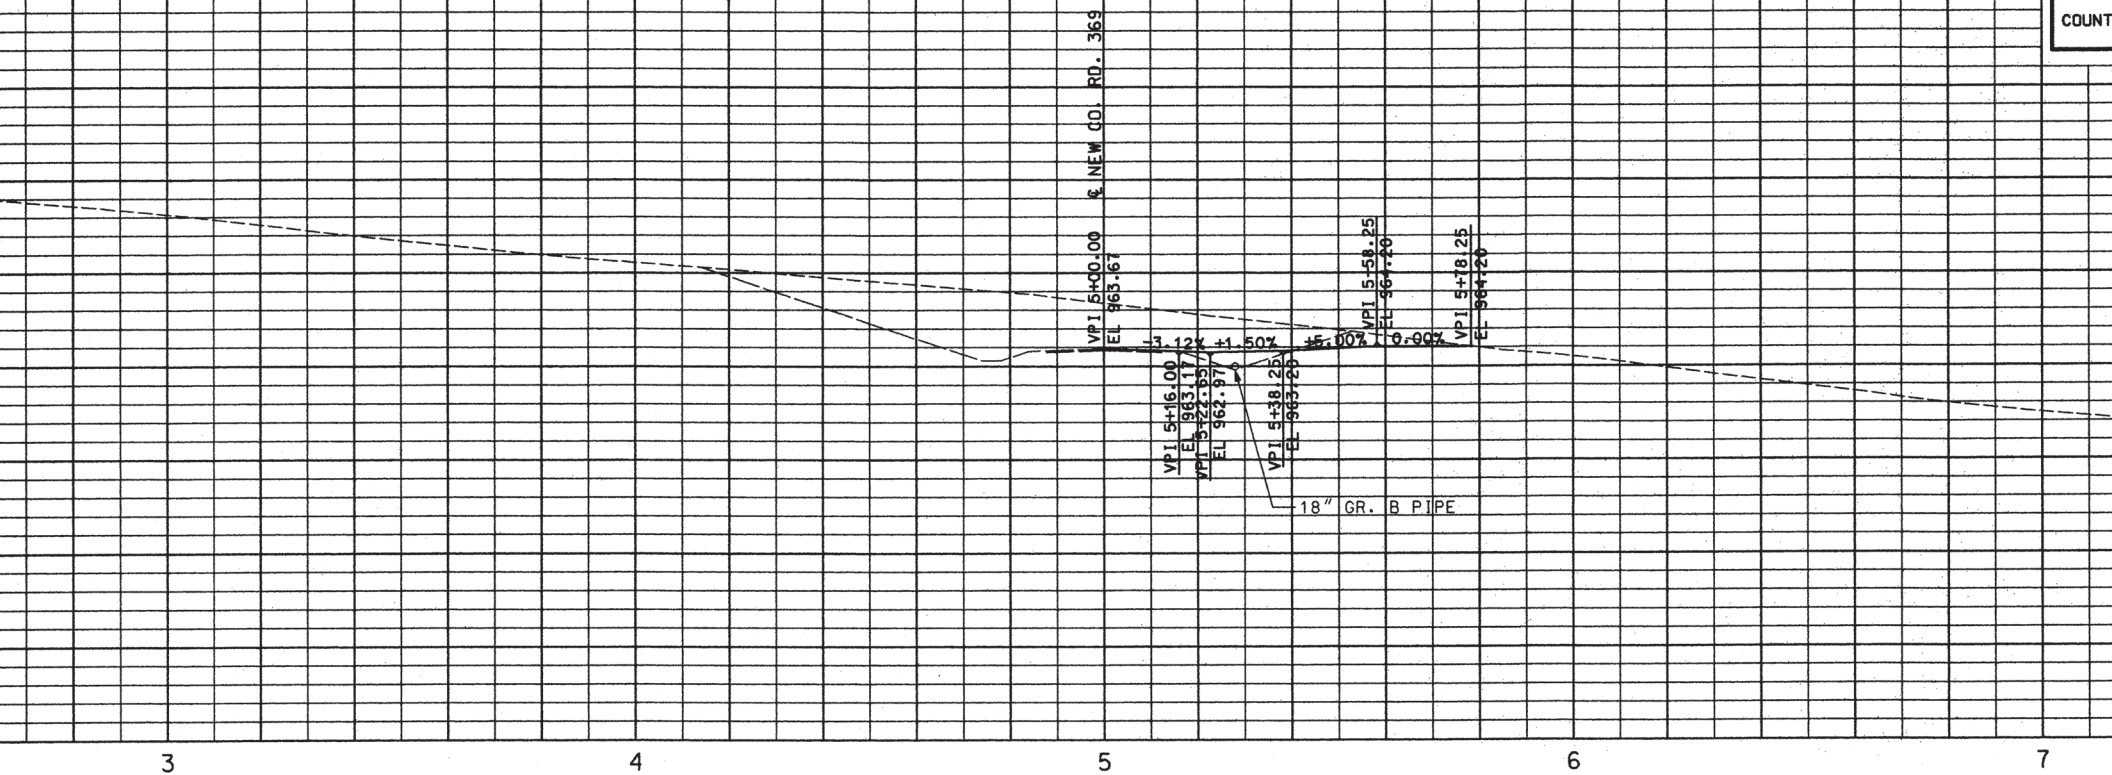 COUNT
℄ NEW CO. RD. 369
VPI 5+00.00
EL 963.67
VPI 5+58.25
EL 964.20
VPI 5+78.25
EL 964.20
-3.12% +1.50% +5.00% 0.00%
VPI 5+16.00
EL 963.17
VPI 5+22.65
EL 962.97
VPI 5+38.25
EL 963.20
18" GR. B PIPE
3 4 5 6 7